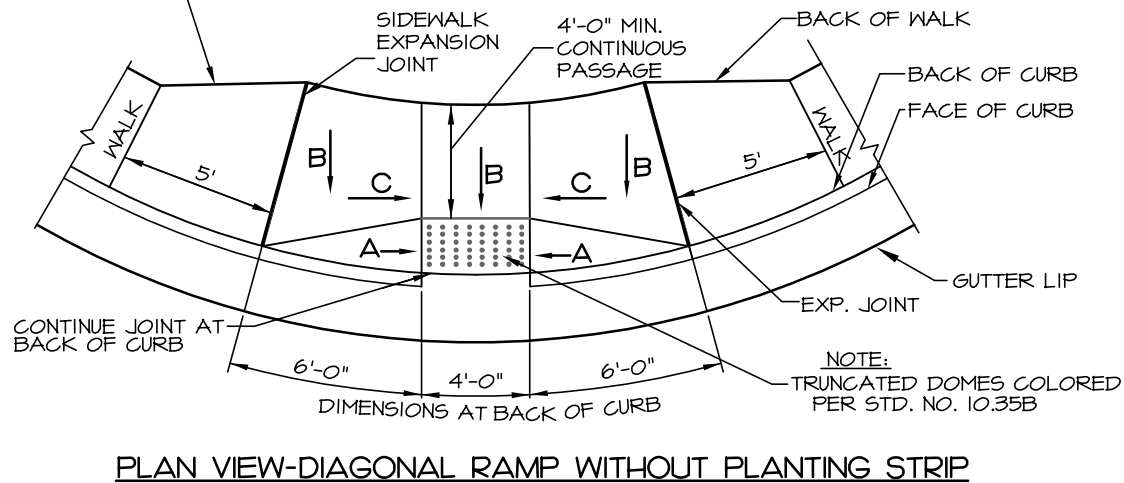 SIDEWALK
EXPANSION
JOINT
4'-0" MIN.
CONTINUOUS
PASSAGE
BACK OF WALK
BACK OF CURB
FACE OF CURB
WALK
WALK
5'
5'
B
B
B
C
C
A
A
GUTTER LIP
EXP. JOINT
CONTINUE JOINT AT
BACK OF CURB
6'-0"
4'-0"
6'-0"
DIMENSIONS AT BACK OF CURB
NOTE:
TRUNCATED DOMES COLORED
PER STD. NO. 10.35B
PLAN VIEW-DIAGONAL RAMP WITHOUT PLANTING STRIP